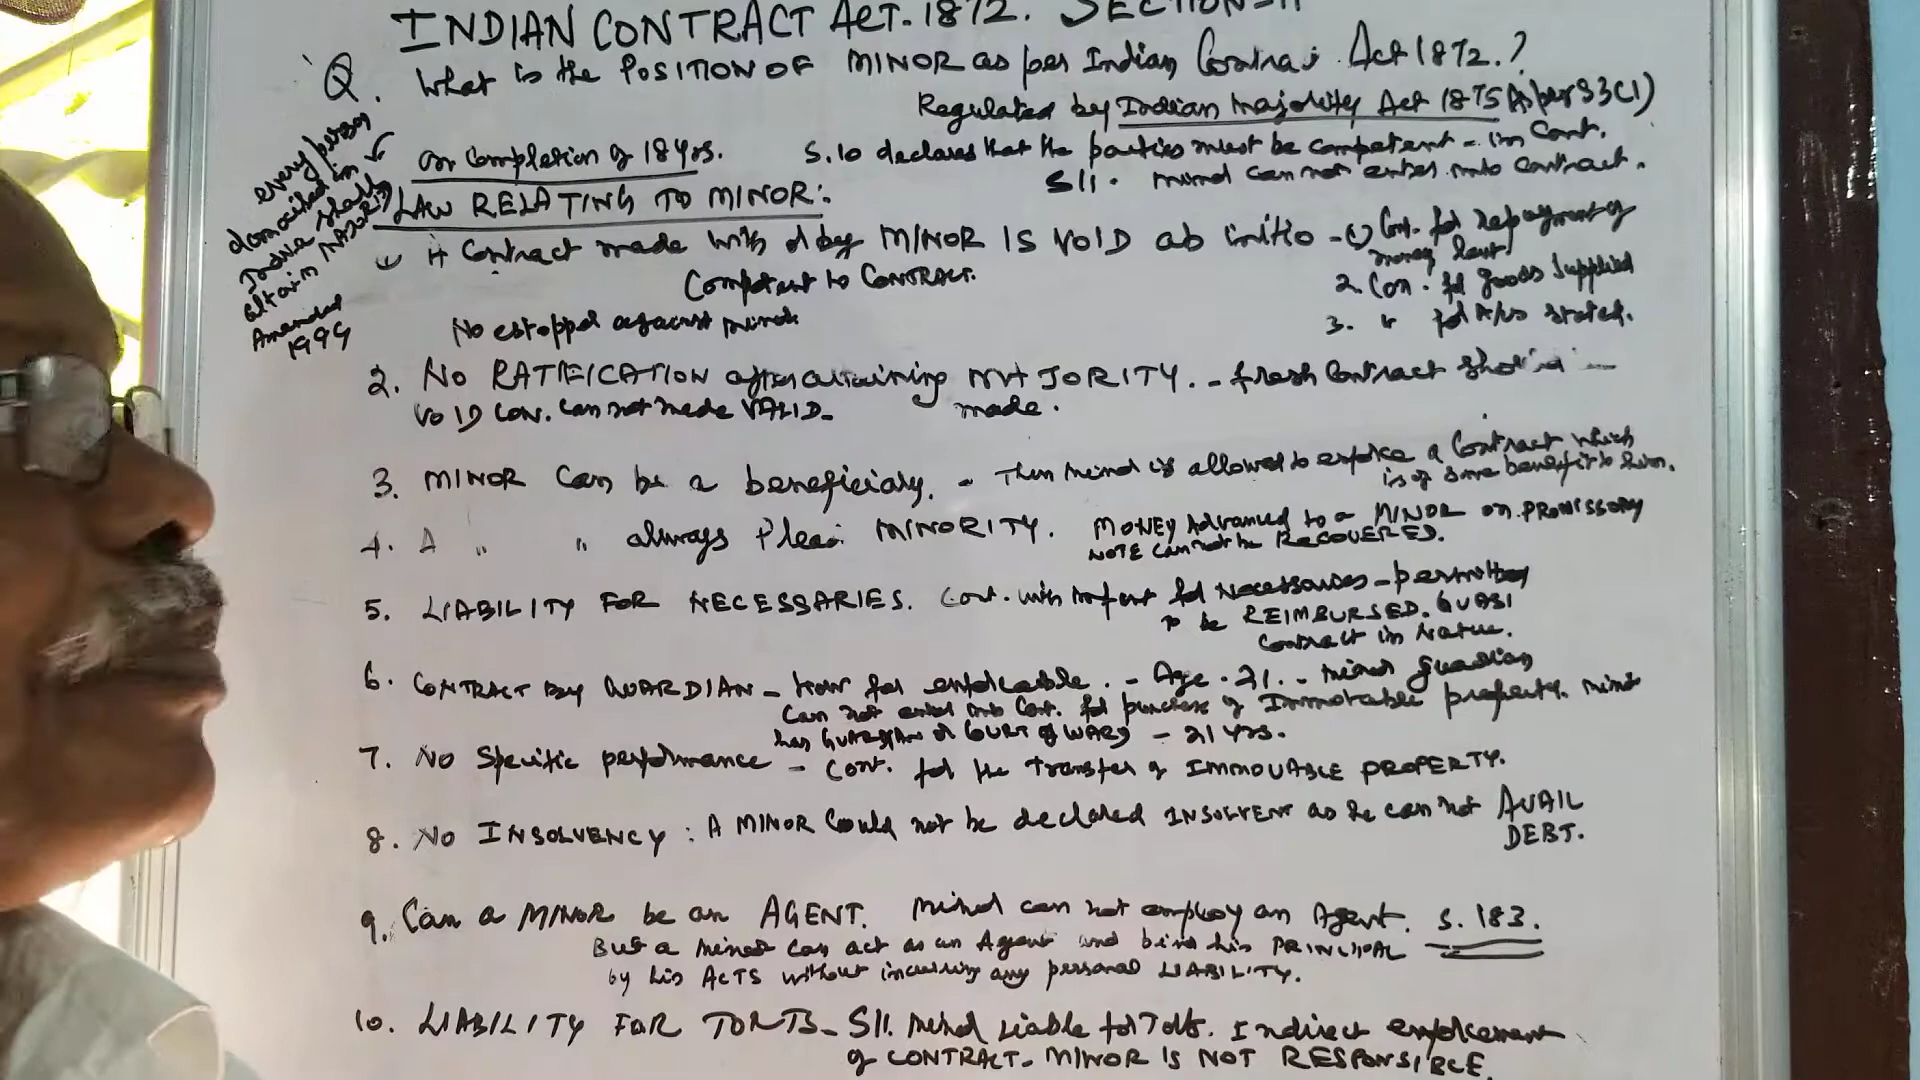 INDIAN CONTRACT ACT. 1872. SECTION-11
Q. What is the POSITION OF MINOR as per Indian Contract Act 1872.?
Regulated by Indian Majority Act 1875 As per S3(1)
on completion of 18 yrs.
S.10 declares that the parties must be competent - in Cont.
S11. minor can not enter into contract.
every person
domociled in
India shall
attain MAJORITY
Amended
1999
LAW RELATING TO MINOR:
Contract made with or by MINOR IS VOID ab initio - (1) Con. for repayment of
money lent
Competent to CONTRACT.
2. Con. for goods supplied
No estoppel against minor
3. " for A/cs stated.
2. NO RATIFICATION after attaining MAJORITY. - fresh Contract should
VOID CON. can not made VALID- made.
3. MINOR Can be a beneficiary. - Then minor is allowed to enforce a Contract which
is of some benefit to him.
4. A " " always Plead MINORITY. MONEY Advanced to a MINOR on PROMISSORY
NOTE Can not be RECOVERED.
5. LIABILITY FOR NECESSARIES. Cont. with infant for Necessaries - permitted
to be REIMBURSED. QUASI
Contract in nature.
6. CONTRACT BY GUARDIAN - how far enforceable. - Age. 21. - minor guardian
Can not enter into Cont. for purchase of Immovable property. minor
has GUARDIAN or COURT of WARDS - 21 yrs.
7. NO Specific performance - Cont. for the transfer of IMMOVABLE PROPERTY.
8. NO INSOLVENCY: A MINOR Could not be declared INSOLVENT as he can not AVAIL
DEBT.
9. Can a MINOR be an AGENT. Minor can not employ an Agent. S. 183.
But a minor can act as an Agent and bind his PRINCIPAL
by his ACTS without incurring any personal LIABILITY.
10. LIABILITY FOR TORTS - S11. Minor Liable for Torts. Indirect enforcement
of CONTRACT - MINOR IS NOT RESPONSIBLE.